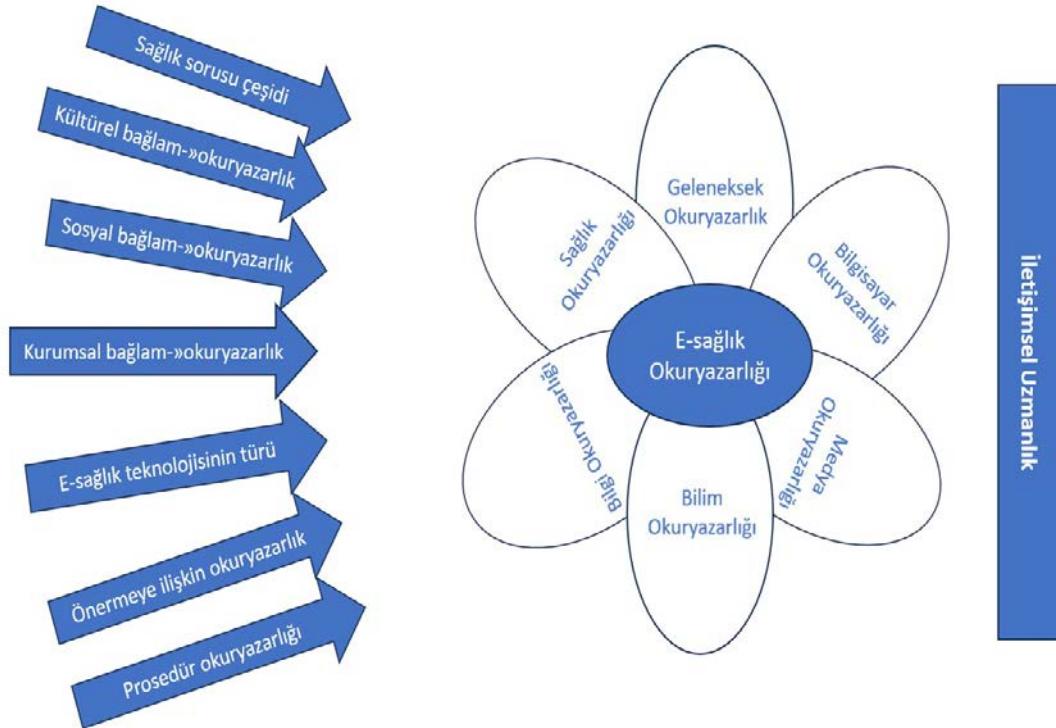 Sağlık sorusu çeşidi
Kültürel bağlam-»okuryazarlık
Sosyal bağlam-»okuryazarlık
Kurumsal bağlam-»okuryazarlık
E-sağlık teknolojisinin türü
Önermeye ilişkin okuryazarlık
Prosedür okuryazarlığı
Geleneksek
Okuryazarlık
Sağlık
Okuryazarlığı
Bilgisayar
Okuryazarlığı
E-sağlık
Okuryazarlığı
Bilgi Okuryazarlığı
Medya
Okuryazarlığı
Bilim
Okuryazarlığı
İletişimsel Uzmanlık